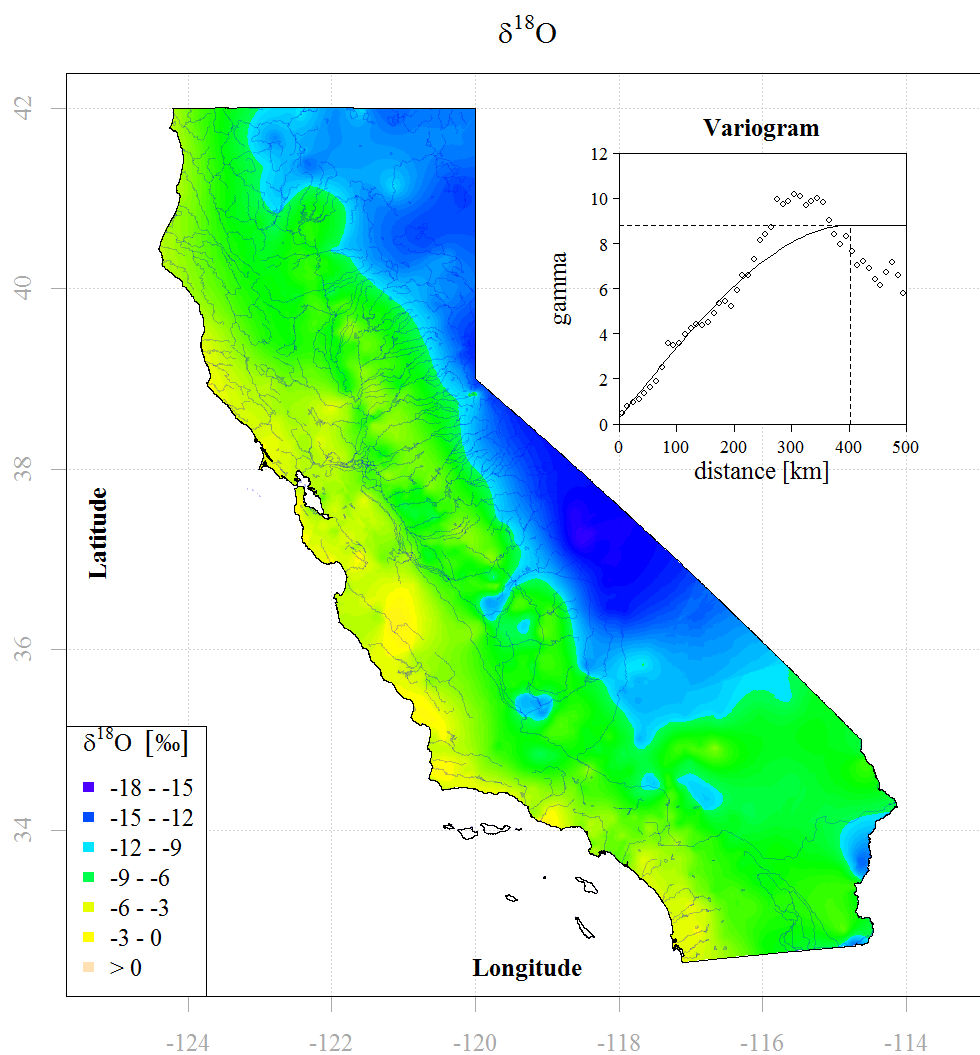 δ18O
42
40
38
36
34
Latitude
Variogram
12
10
8
6
4
2
0
gamma
0 100 200 300 400 500
distance [km]
δ18O [‰]
-18 - -15
-15 - -12
-12 - -9
-9 - -6
-6 - -3
-3 - 0
> 0
Longitude
-124 -122 -120 -118 -116 -114